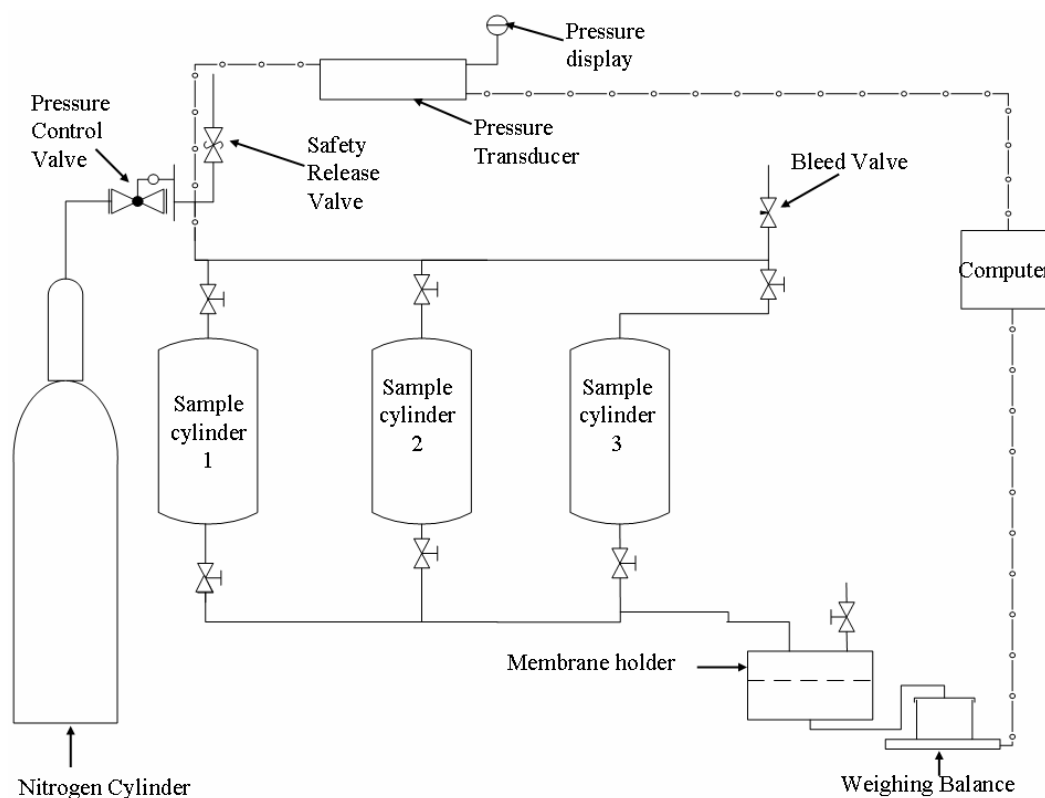 Pressure
display
Pressure
Control
Valve
Safety
Release
Valve
Pressure
Transducer
Bleed Valve
Computer
Sample
cylinder
1
Sample
cylinder
2
Sample
cylinder
3
Membrane holder
Nitrogen Cylinder
Weighing Balance